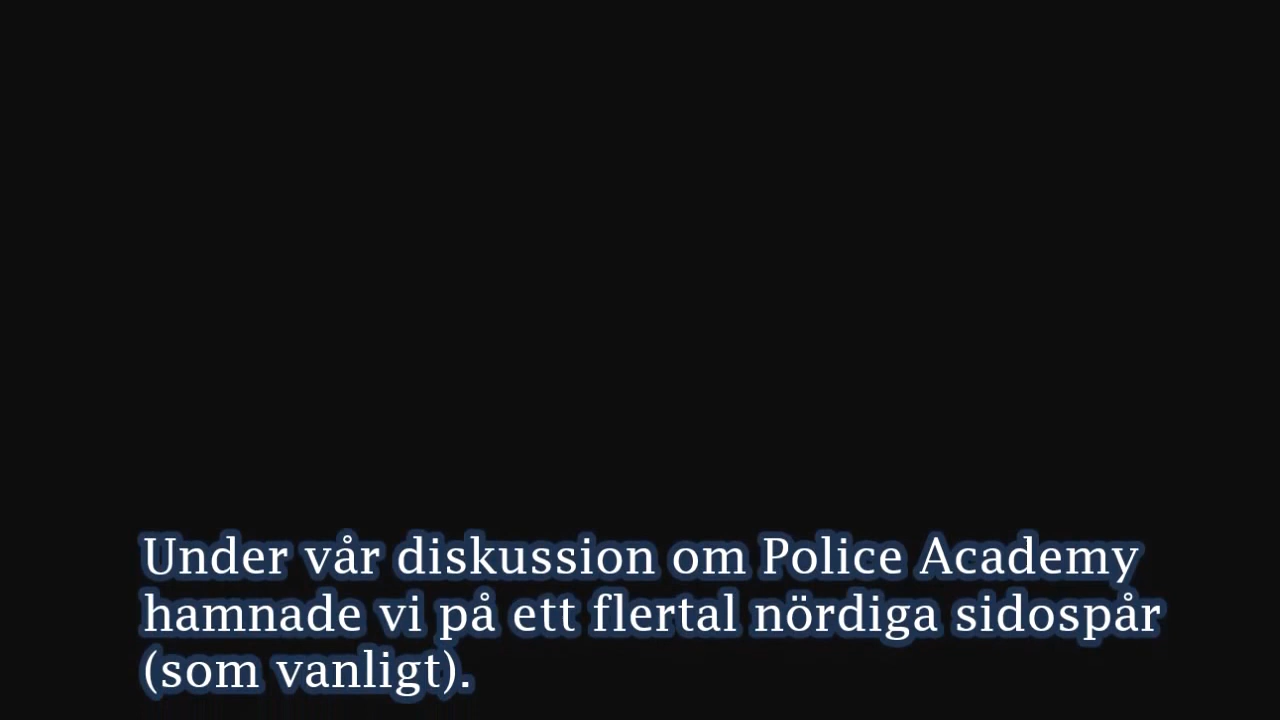 Under vår diskussion om Police Academy
hamnade vi på ett flertal nördiga sidospår
(som vanligt).